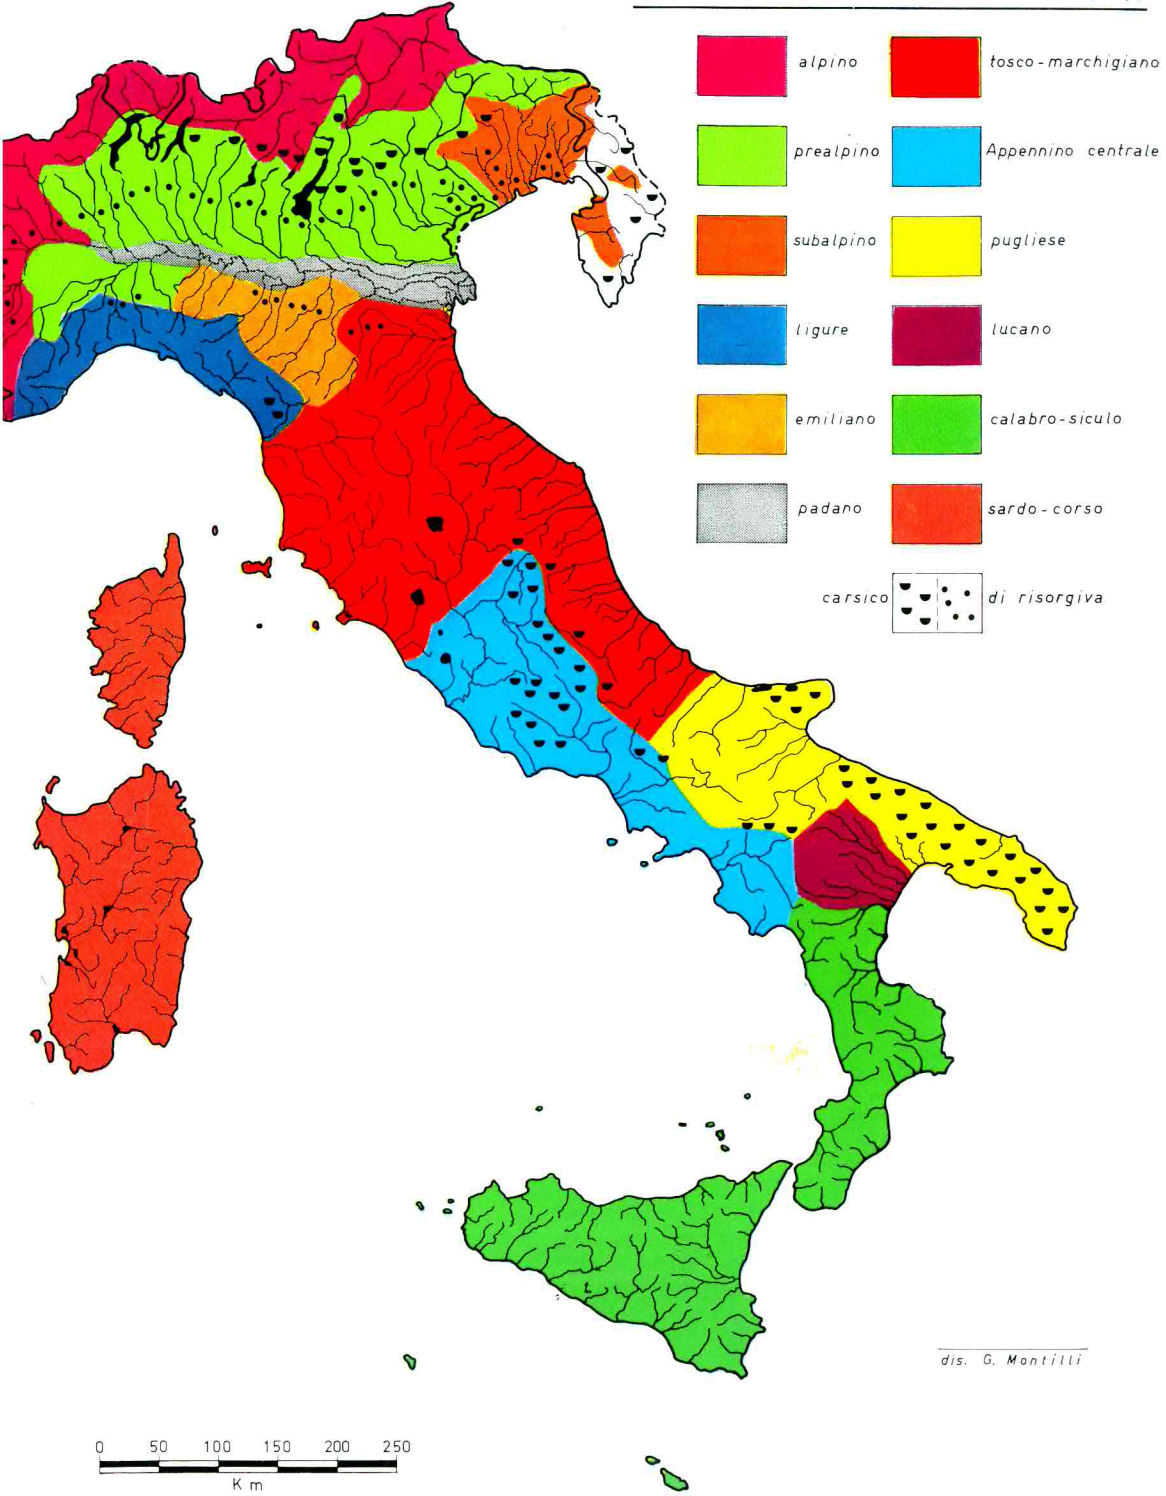 alpino
tosco-marchigiano
prealpino
Appennino centrale
subalpino
pugliese
ligure
lucano
emiliano
calabro-siculo
padano
sardo-corso
carsico
di risorgiva
dis. G. Montilli
0 50 100 150 200 250
Km